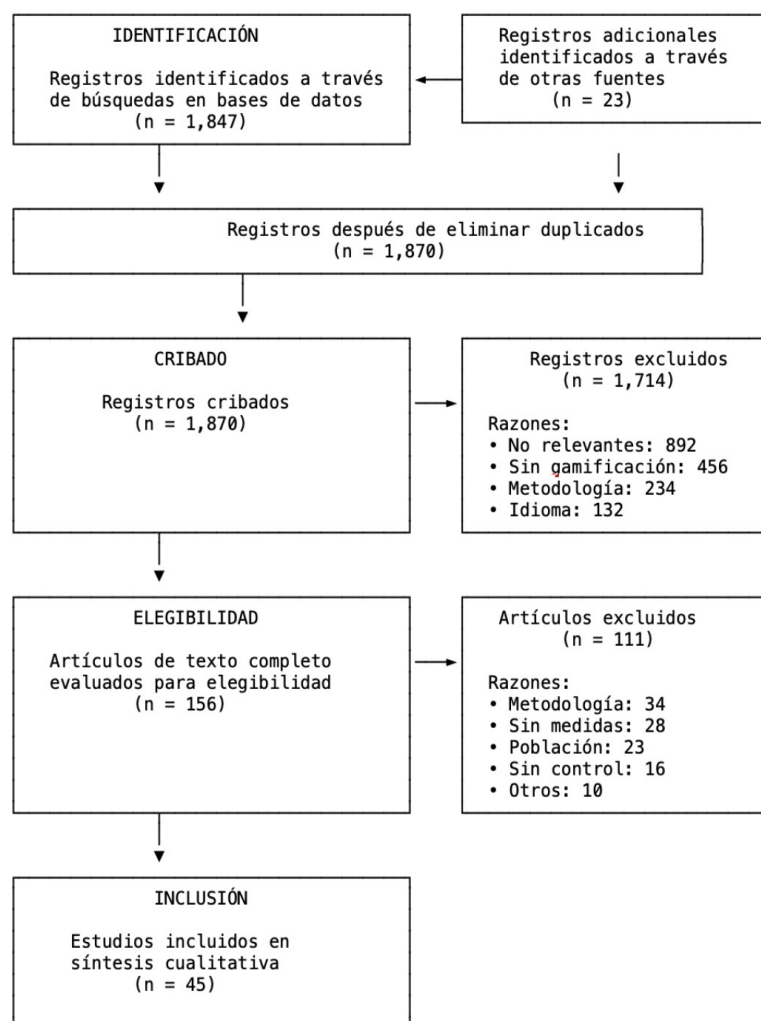 IDENTIFICACIÓN
Registros identificados a través
de búsquedas en bases de datos
(n = 1,847)
Registros adicionales
identificados a través
de otras fuentes
(n = 23)
Registros después de eliminar duplicados
(n = 1,870)
CRIBADO
Registros cribados
(n = 1,870)
Registros excluidos
(n = 1,714)
Razones:
• No relevantes: 892
• Sin gamificación: 456
• Metodología: 234
• Idioma: 132
ELEGIBILIDAD
Artículos de texto completo
evaluados para elegibilidad
(n = 156)
Artículos excluidos
(n = 111)
Razones:
• Metodología: 34
• Sin medidas: 28
• Población: 23
• Sin control: 16
• Otros: 10
INCLUSIÓN
Estudios incluidos en
síntesis cualitativa
(n = 45)